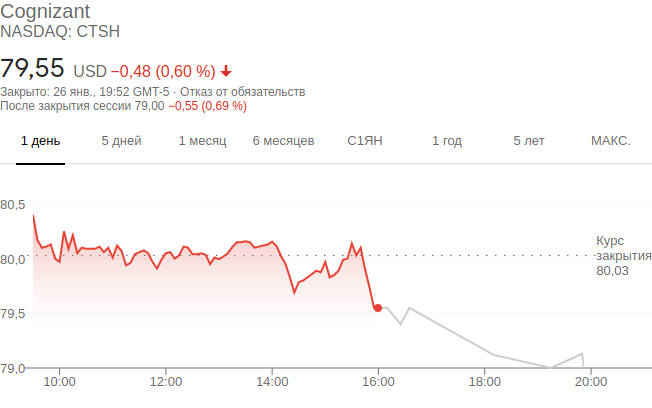 Cognizant
NASDAQ: CTSH
79,55 USD −0,48 (0,60 %)
Закрыто: 26 янв., 19:52 GMT-5 · Отказ от обязательств
После закрытия сессии 79,00 −0,55 (0,69 %)
1 день 5 дней 1 месяц 6 месяцев С1ЯН 1 год 5 лет МАКС.
80,5
80,0
79,5
79,0
Курс
закрытия
80,03
10:00 12:00 14:00 16:00 18:00 20:00